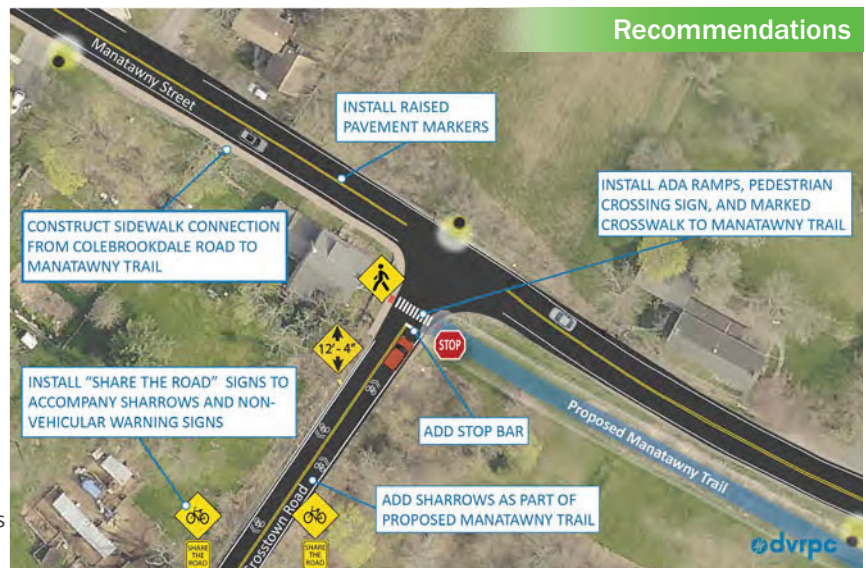 Recommendations
Manatawny Street
INSTALL RAISED
PAVEMENT MARKERS
INSTALL ADA RAMPS, PEDESTRIAN
CROSSING SIGN, AND MARKED
CROSSWALK TO MANATAWNY TRAIL
CONSTRUCT SIDEWALK CONNECTION
FROM COLEBROOKDALE ROAD TO
MANATAWNY TRAIL
12'-4"
STOP
INSTALL "SHARE THE ROAD" SIGNS TO
ACCOMPANY SHARROWS AND NON-
VEHICULAR WARNING SIGNS
ADD STOP BAR
Proposed Manatawny Trail
ADD SHARROWS AS PART OF
PROPOSED MANATAWNY TRAIL
Crosstown Road
SHARE
THE
ROAD
SHARE
THE
ROAD
s
dvrpc